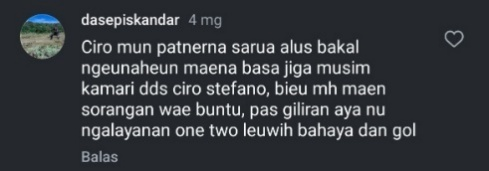 dasepiskandar 4 mg
Ciro mun patnerna sarua alus bakal
ngeunaheun maena basa jiga musim
kamari dds ciro stefano, bieu mh maen
sorangan wae buntu, pas giliran aya nu
ngalayanan one two leuwih bahaya dan gol
Balas